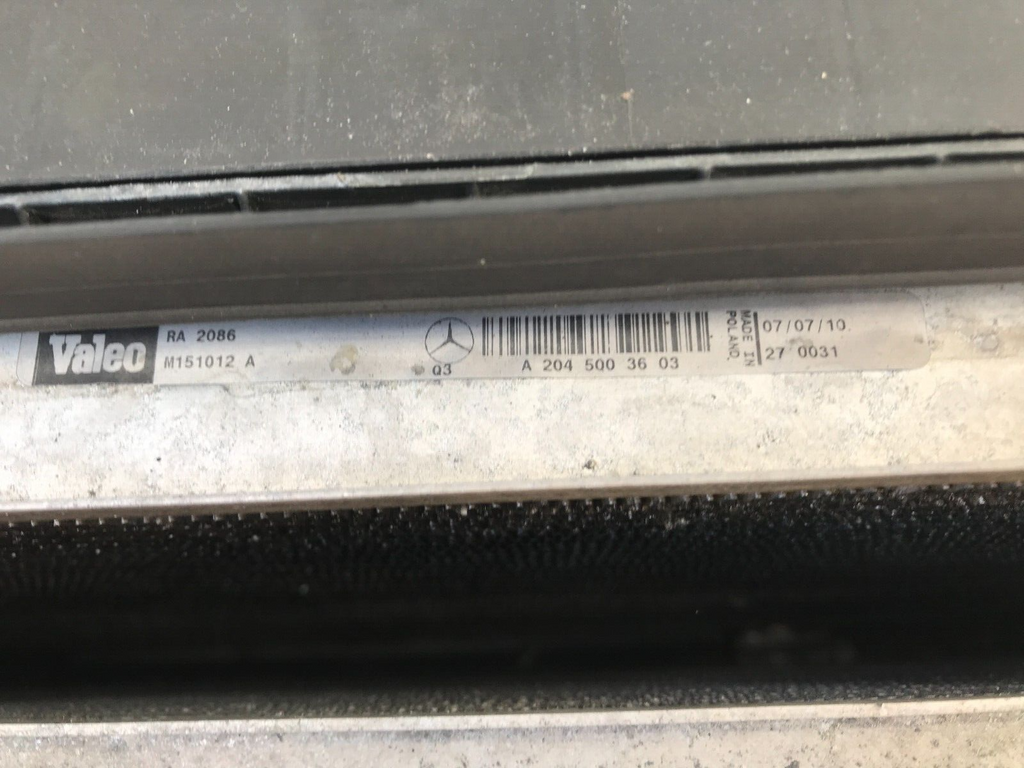 Valeo
RA 2086
M151012 A
Q3
A 204 500 36 03
MADE IN
POLAND.
07/07/10.
27 0031